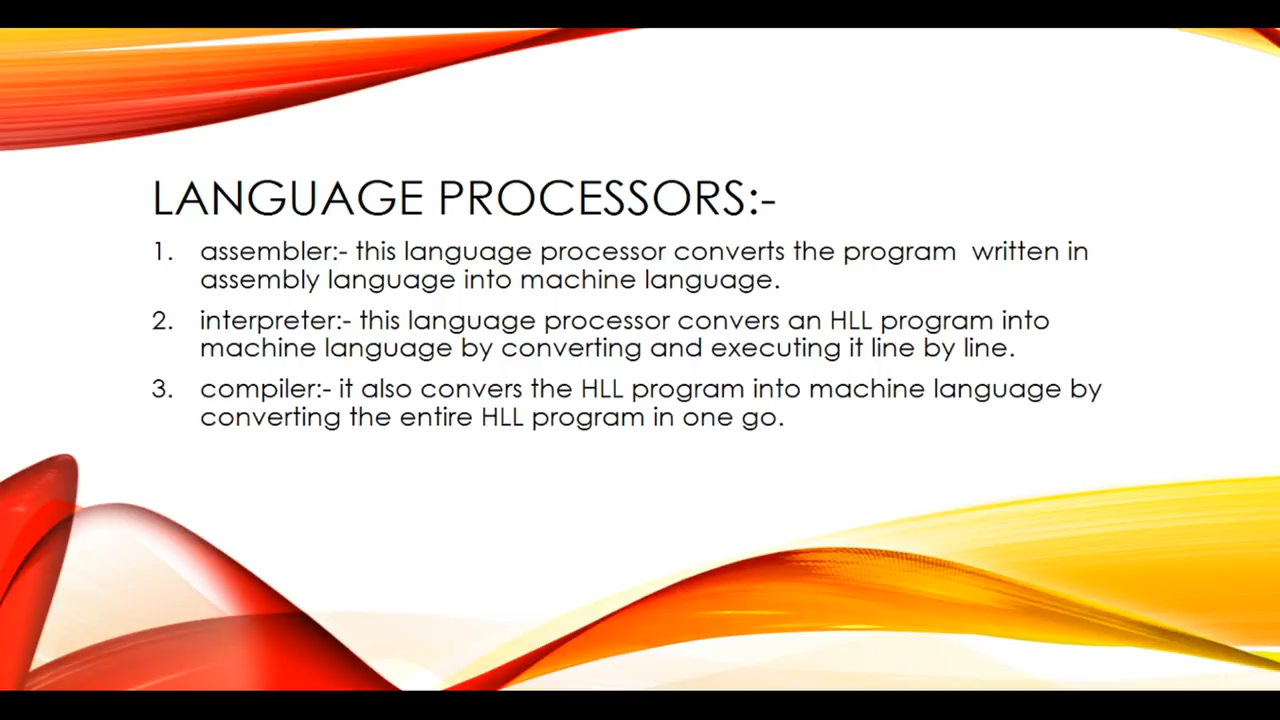 LANGUAGE PROCESSORS:-
1. assembler:- this language processor converts the program written in
assembly language into machine language.
2. interpreter:- this language processor convers an HLL program into
machine language by converting and executing it line by line.
3. compiler:- it also convers the HLL program into machine language by
converting the entire HLL program in one go.